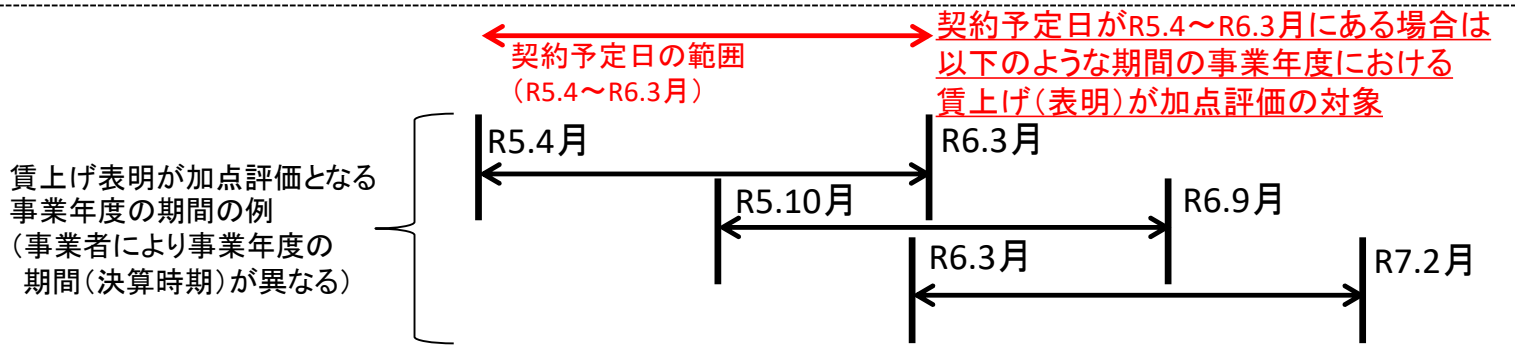 契約予定日の範囲
（R5.4～R6.3月）
契約予定日がR5.4～R6.3月にある場合は
以下のような期間の事業年度における
賃上げ（表明）が加点評価の対象
賃上げ表明が加点評価となる
事業年度の期間の例
（事業者により事業年度の
期間（決算時期）が異なる）
R5.4月
R6.3月
R5.10月
R6.9月
R6.3月
R7.2月